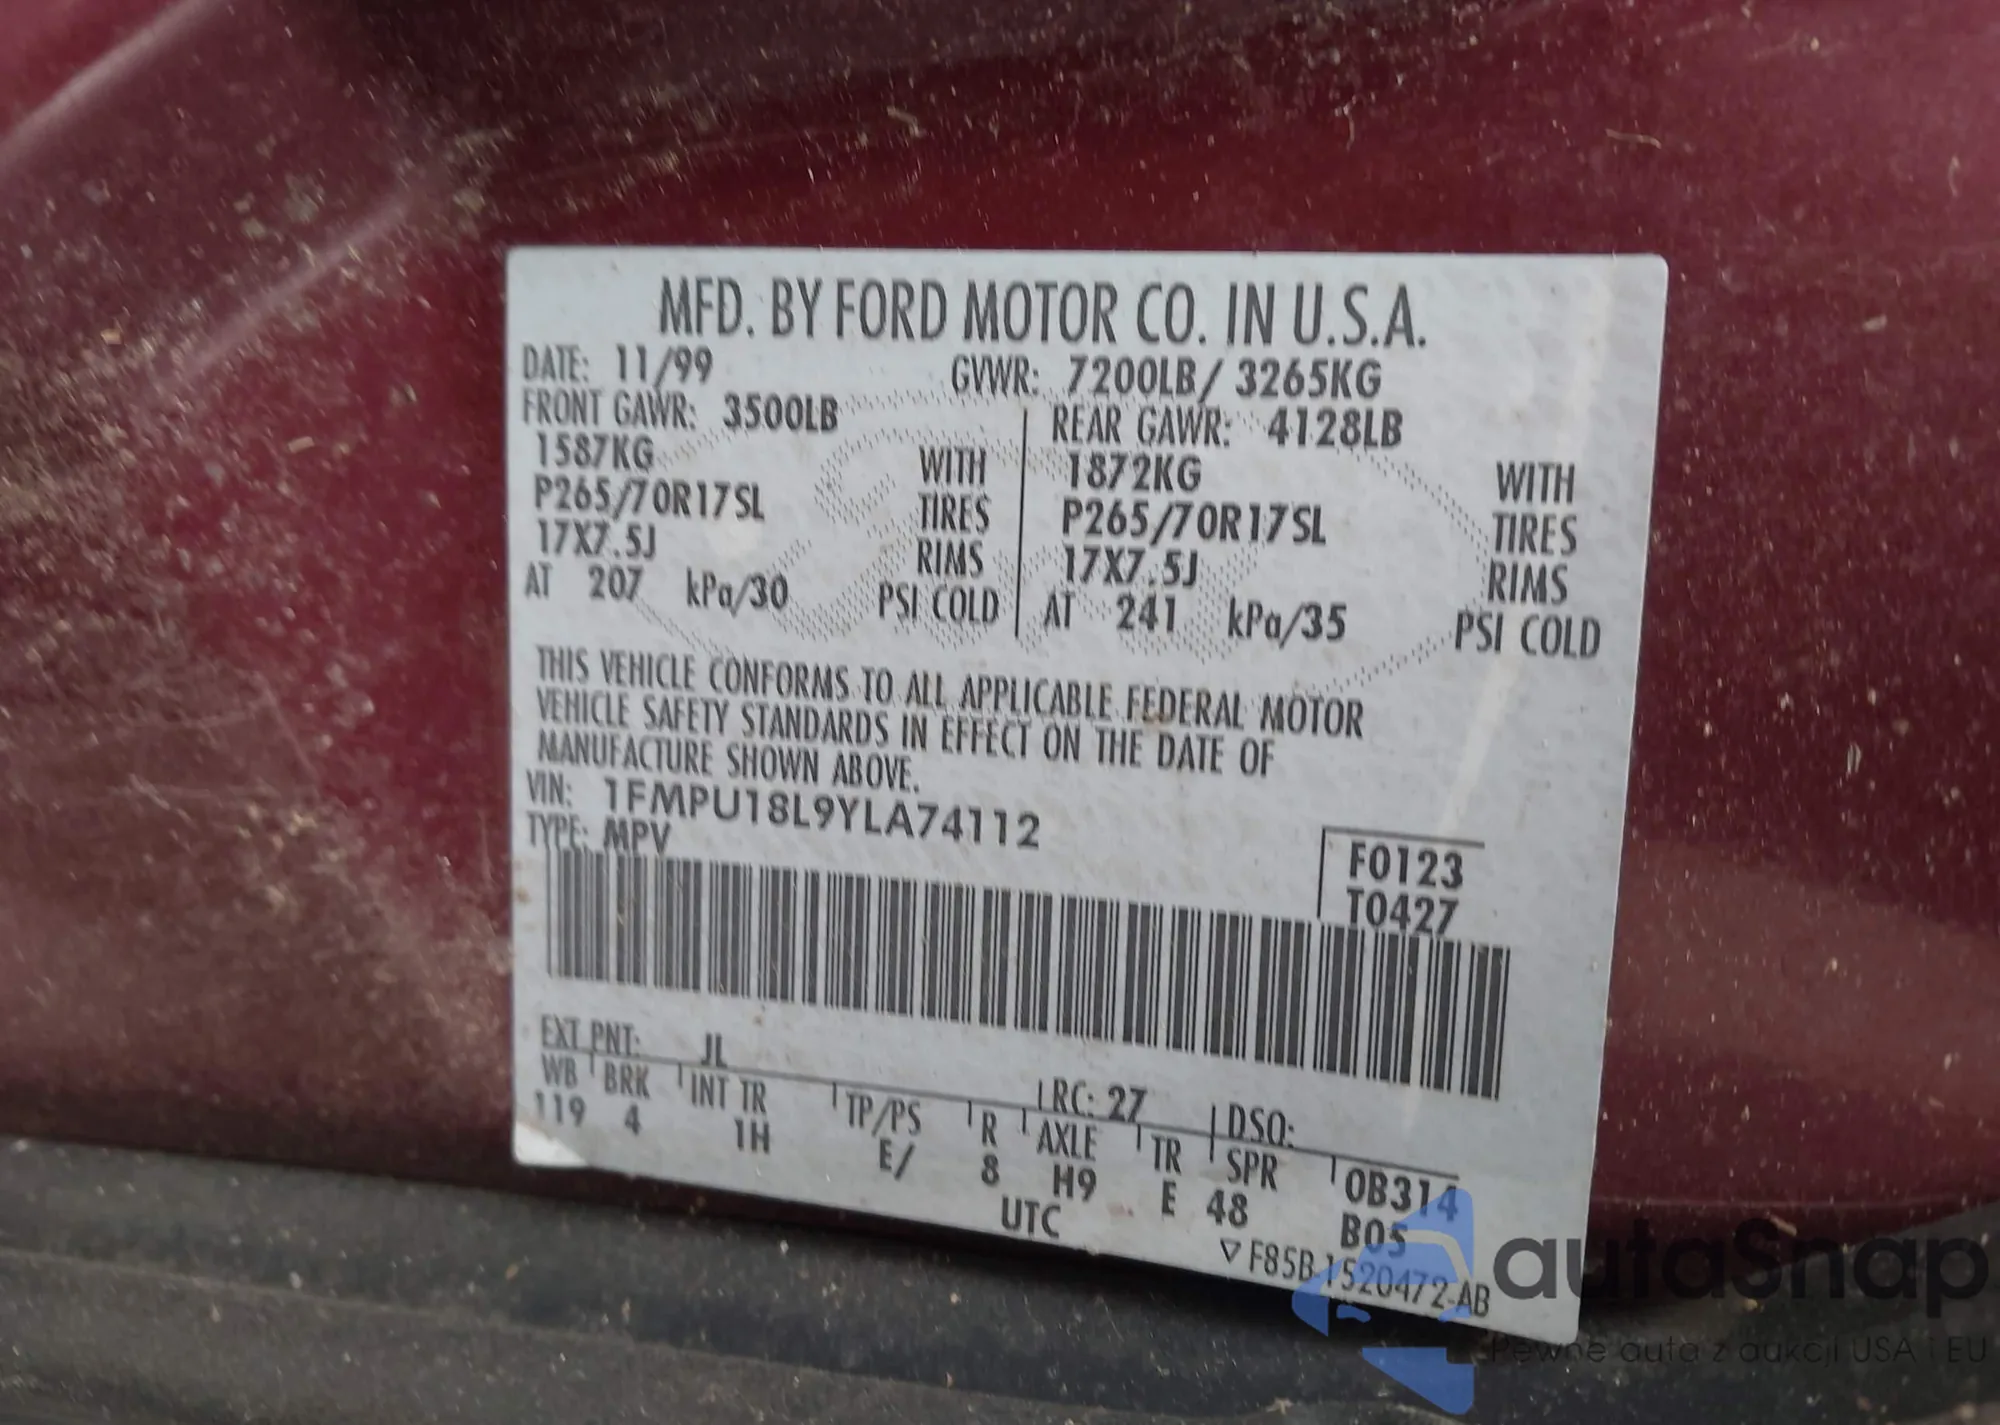 MFD. BY FORD MOTOR CO. IN U.S.A.
DATE: 11/99 GVWR: 7200LB/ 3265KG
FRONT GAWR: 3500LB REAR GAWR: 4128LB
1587KG WITH 1872KG WITH
P265/70R17SL TIRES P265/70R17SL TIRES
17X7.5J RIMS 17X7.5J RIMS
AT 207 kPa/30 PSI COLD AT 241 kPa/35 PSI COLD
THIS VEHICLE CONFORMS TO ALL APPLICABLE FEDERAL MOTOR
VEHICLE SAFETY STANDARDS IN EFFECT ON THE DATE OF
MANUFACTURE SHOWN ABOVE.
VIN: 1FMPU18L9YLA74112
TYPE: MPV
F0123
T0427
EXT PNT: JL RC: 27 DSO:
WB BRK INT TR TP/PS R AXLE TR SPR 0B314
119 4 1H E/ 8 H9 E 48 B05
UTC
▽ F85B-1520472-AB
autaSnap
Pewne auta z aukcji USA i EU